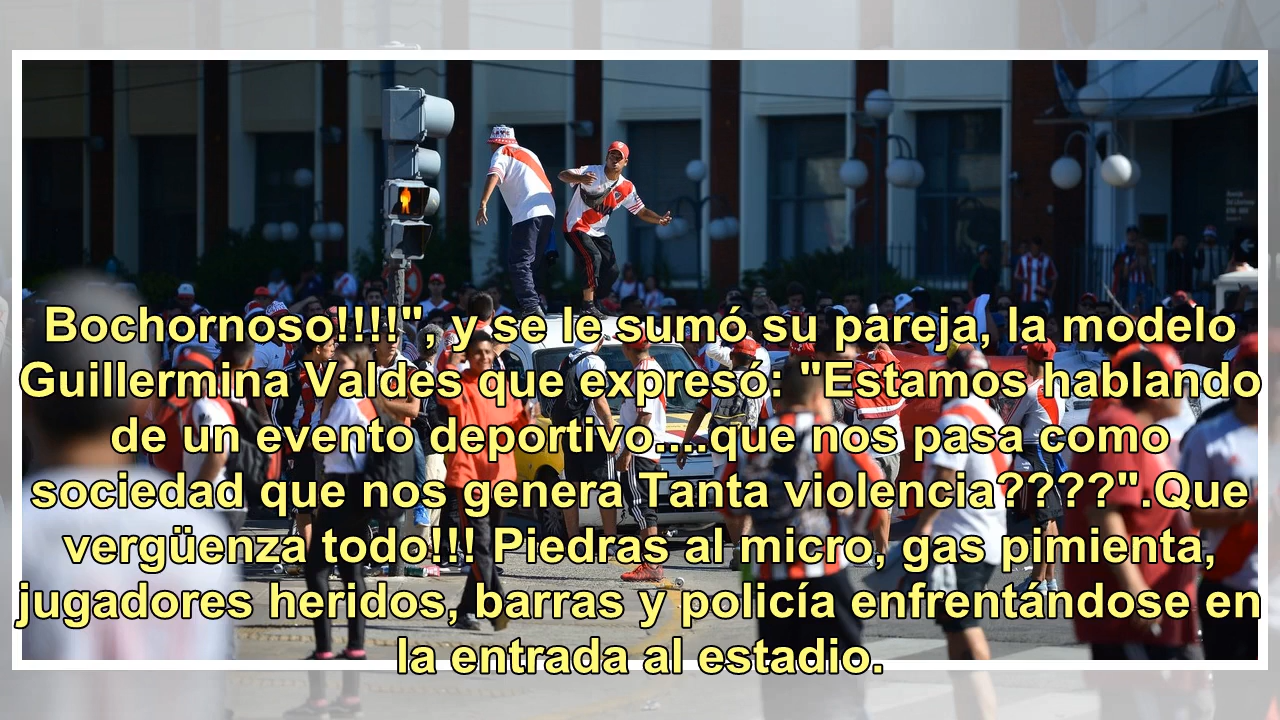 Bochornoso!!!!", y se le sumó su pareja, la modelo
Guillermina Valdes que expresó: "Estamos hablando
de un evento deportivo....que nos pasa como
sociedad que nos genera Tanta violencia????".Que
vergüenza todo!!! Piedras al micro, gas pimienta,
jugadores heridos, barras y policía enfrentándose en
la entrada al estadio.